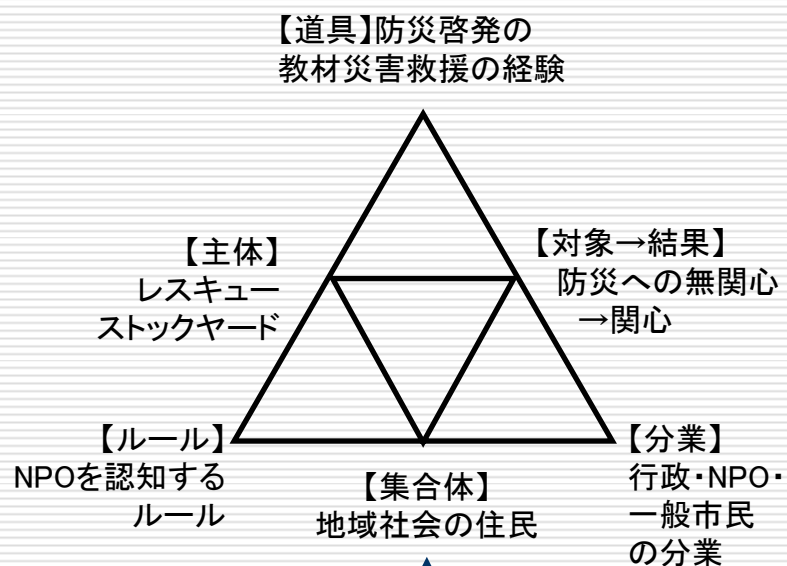 【道具】防災啓発の
教材災害救援の経験
【主体】
レスキュー
ストックヤード
【対象→結果】
防災への無関心
→関心
【ルール】
NPOを認知する
ルール
【集合体】
地域社会の住民
【分業】
行政・NPO・
一般市民
の分業